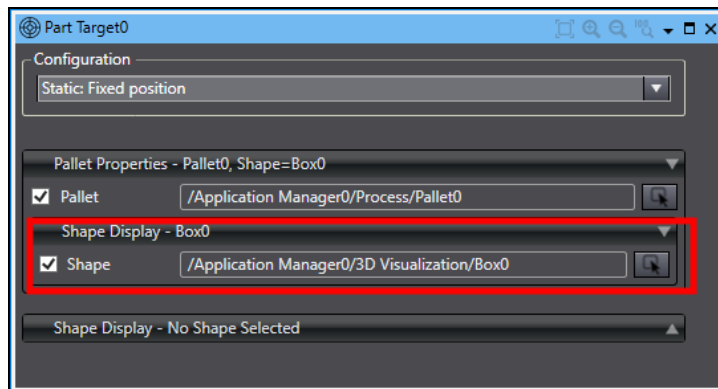 Part Target0
Configuration
Static: Fixed position
Pallet Properties - Pallet0, Shape=Box0
Pallet /Application Manager0/Process/Pallet0
Shape Display - Box0
Shape /Application Manager0/3D Visualization/Box0
Shape Display - No Shape Selected